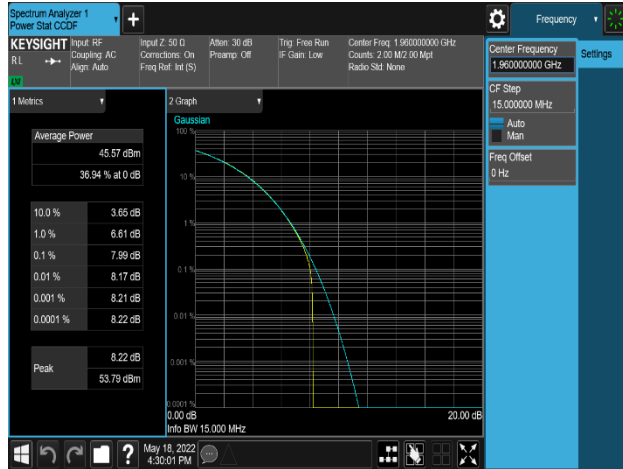 Spectrum Analyzer 1
Power Stat CCDF
+
Frequency
KEYSIGHT
RL
LXI
Input: RF
Coupling: AC
Align: Auto
Input Z: 50 Ω
Corrections: On
Freq Ref: Int (S)
Atten: 30 dB
Preamp: Off
Trig: Free Run
IF Gain: Low
Center Freq: 1.960000000 GHz
Counts: 2.00 M/2.00 Mpt
Radio Std: None
Center Frequency
1.960000000 GHz
Settings
CF Step
15.000000 MHz
Auto
Man
Freq Offset
0 Hz
1 Metrics
Average Power
45.57 dBm
36.94 % at 0 dB
10.0 % 3.65 dB
1.0 % 6.61 dB
0.1 % 7.99 dB
0.01 % 8.17 dB
0.001 % 8.21 dB
0.0001 % 8.22 dB
Peak
8.22 dB
53.79 dBm
2 Graph
Gaussian
100 %
10 %
1 %
0.1 %
0.01 %
0.001 %
0.0001 %
0.00 dB
20.00 dB
Info BW 15.000 MHz
?
May 18, 2022
4:30:01 PM